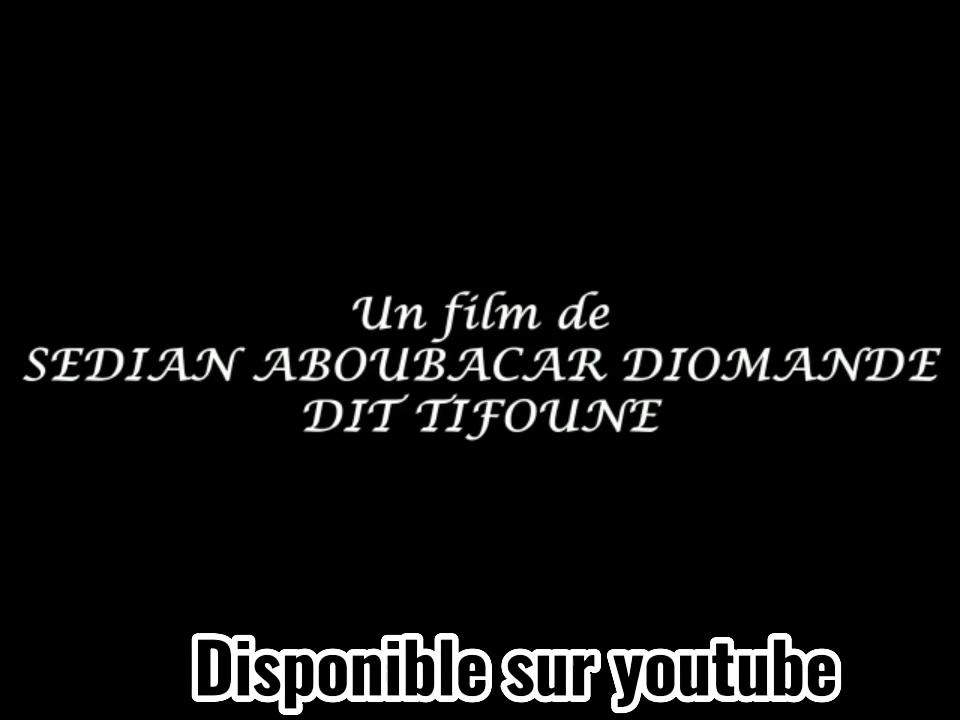 Un film de
SEDIAN ABOUBACAR DIOMANDE
DIT TIFOUNE
Disponible sur youtube